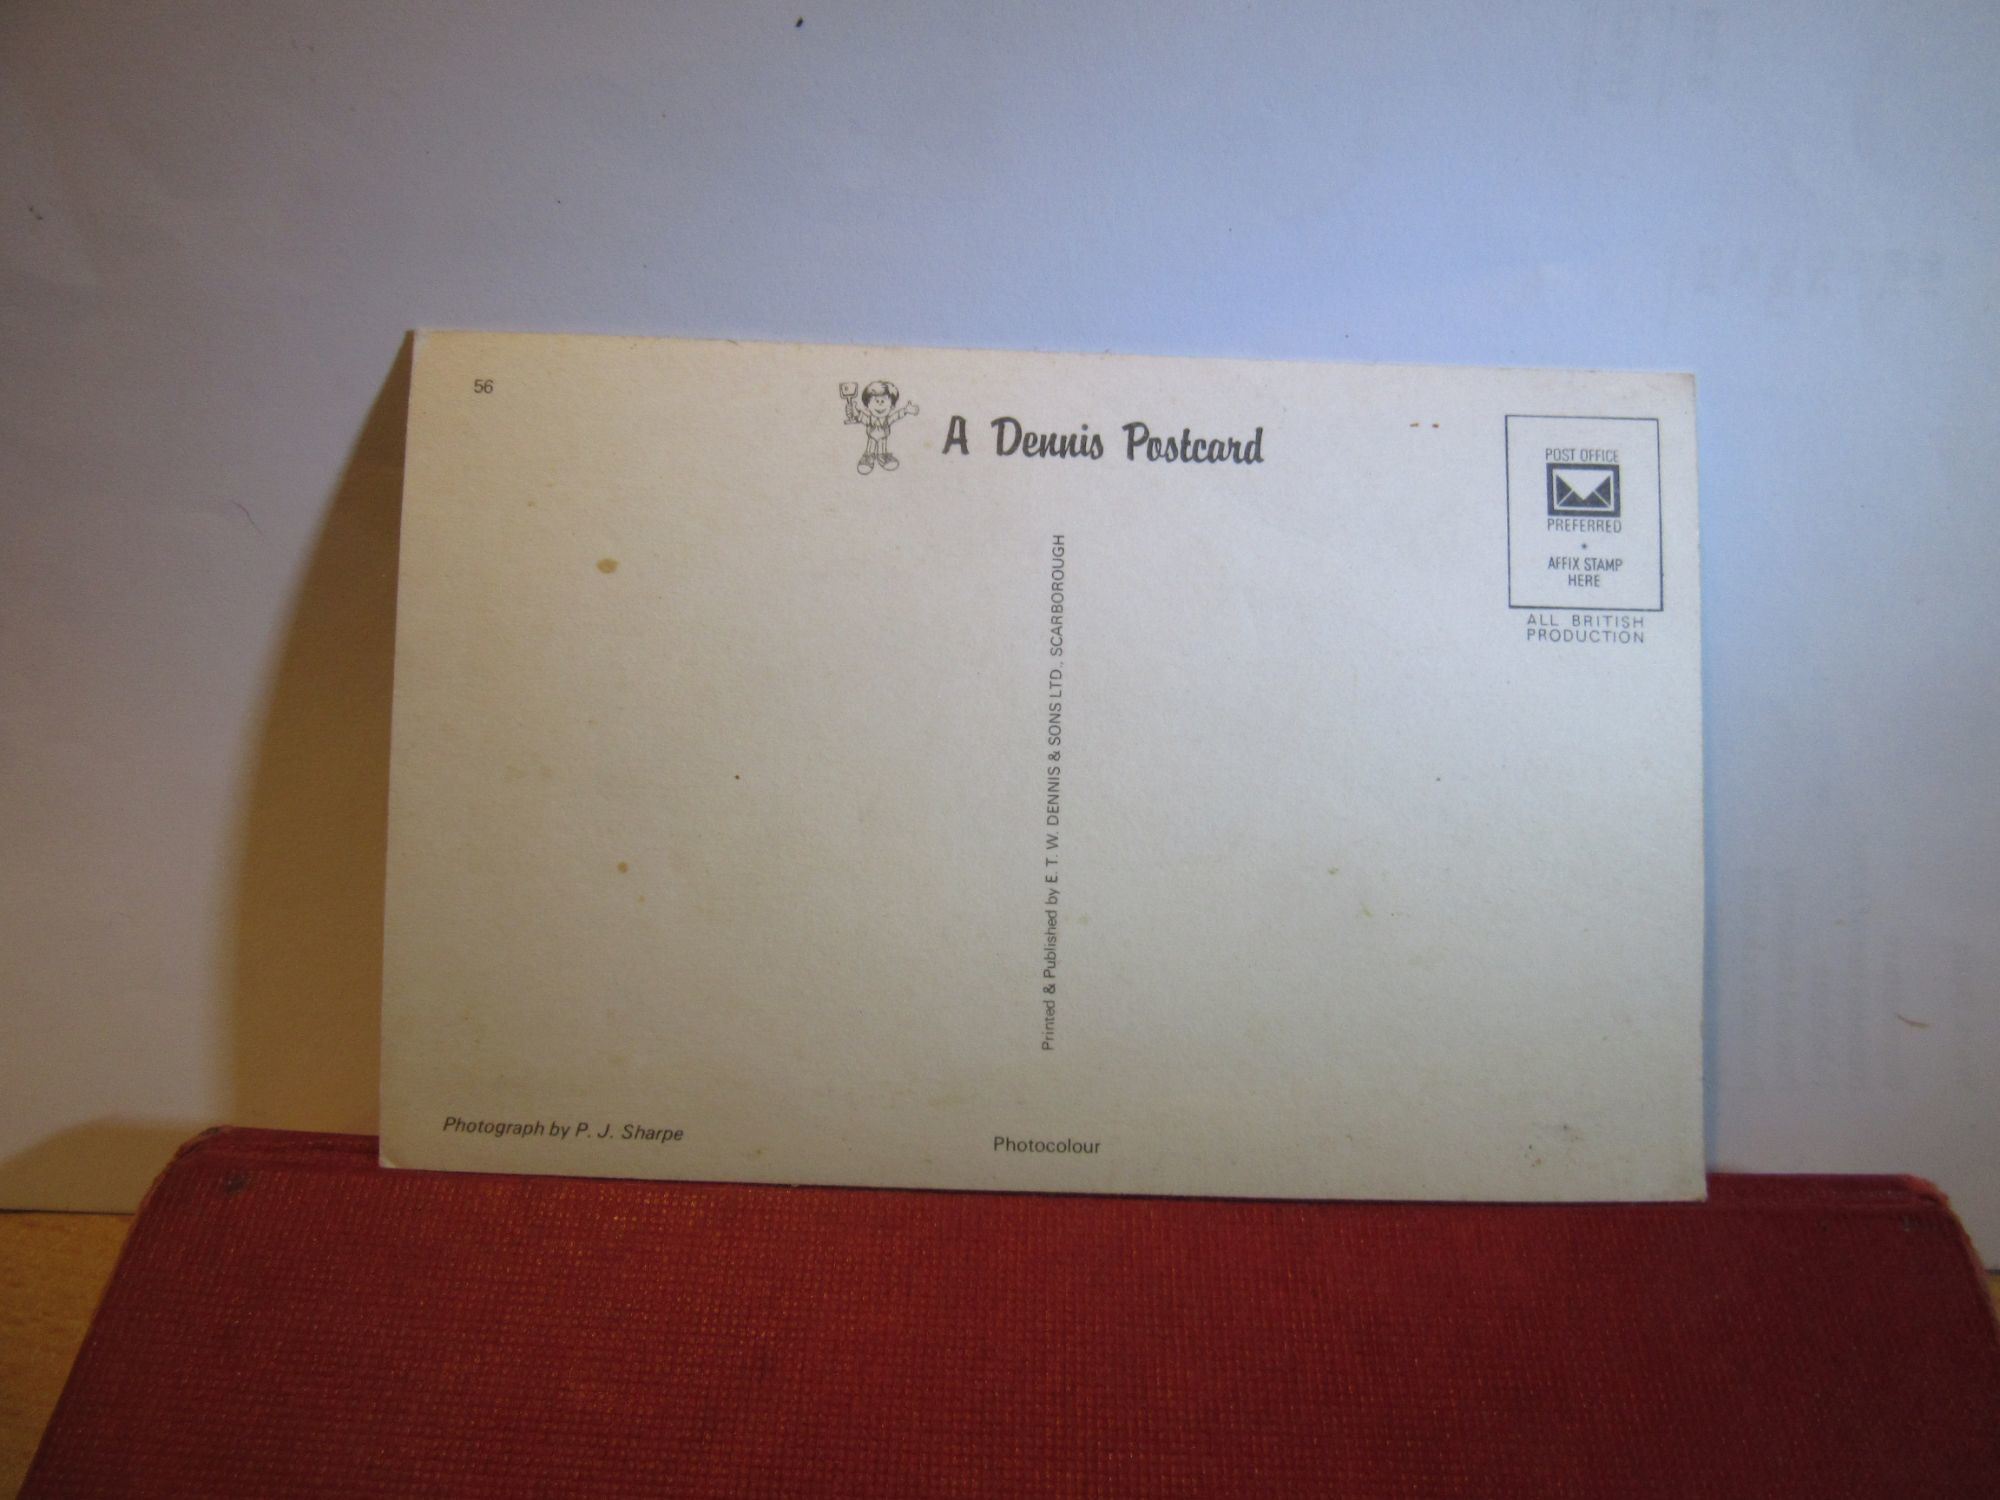 56
A Dennis Postcard
POST OFFICE
PREFERRED
*
AFFIX STAMP
HERE
ALL BRITISH
PRODUCTION
Printed & Published by E. T. W. DENNIS & SONS LTD., SCARBOROUGH
Photograph by P. J. Sharpe
Photocolour